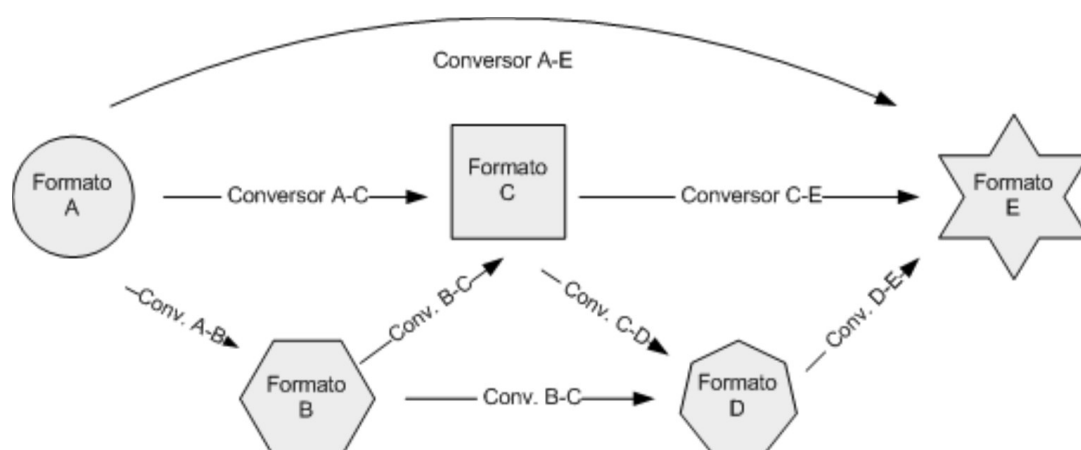 Conversor A-E
Formato
A
Conversor A-C
Formato
C
Conversor C-E
Formato
E
Conv. A-B
Conv. B-C
Conv. C-D
Conv. D-E
Formato
B
Conv. B-C
Formato
D